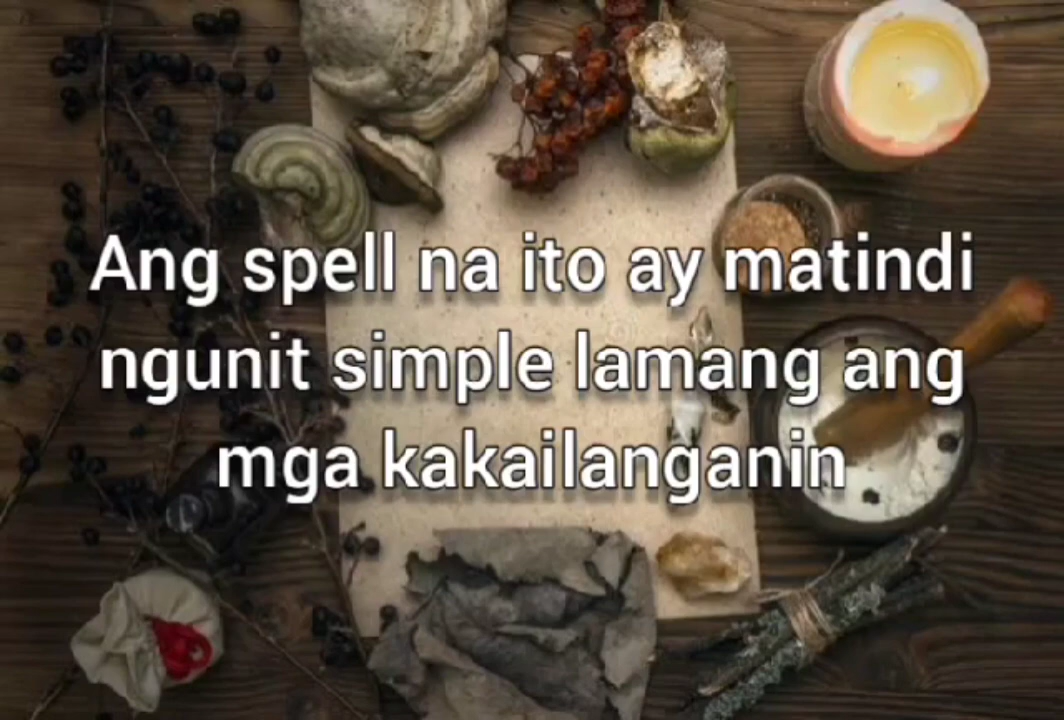 Ang spell na ito ay matindi
ngunit simple lamang ang
mga kakailanganin